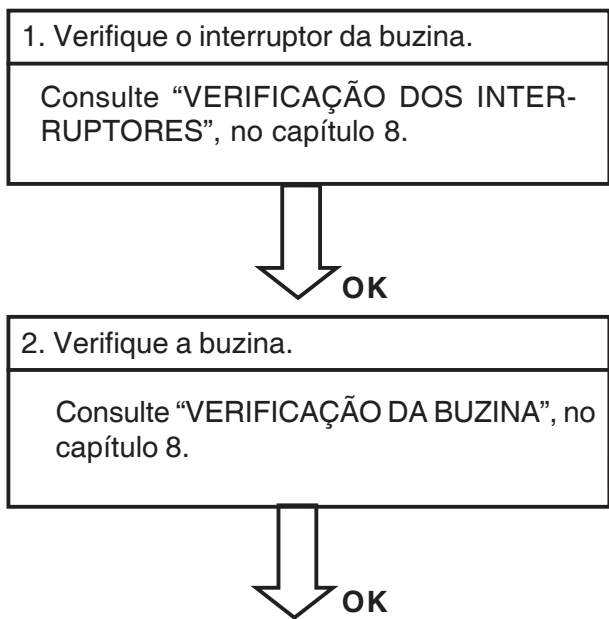 1. Verifique o interruptor da buzina.
Consulte “VERIFICAÇÃO DOS INTER-
RUPTORES”, no capítulo 8.
OK
2. Verifique a buzina.
Consulte “VERIFICAÇÃO DA BUZINA”, no
capítulo 8.
OK